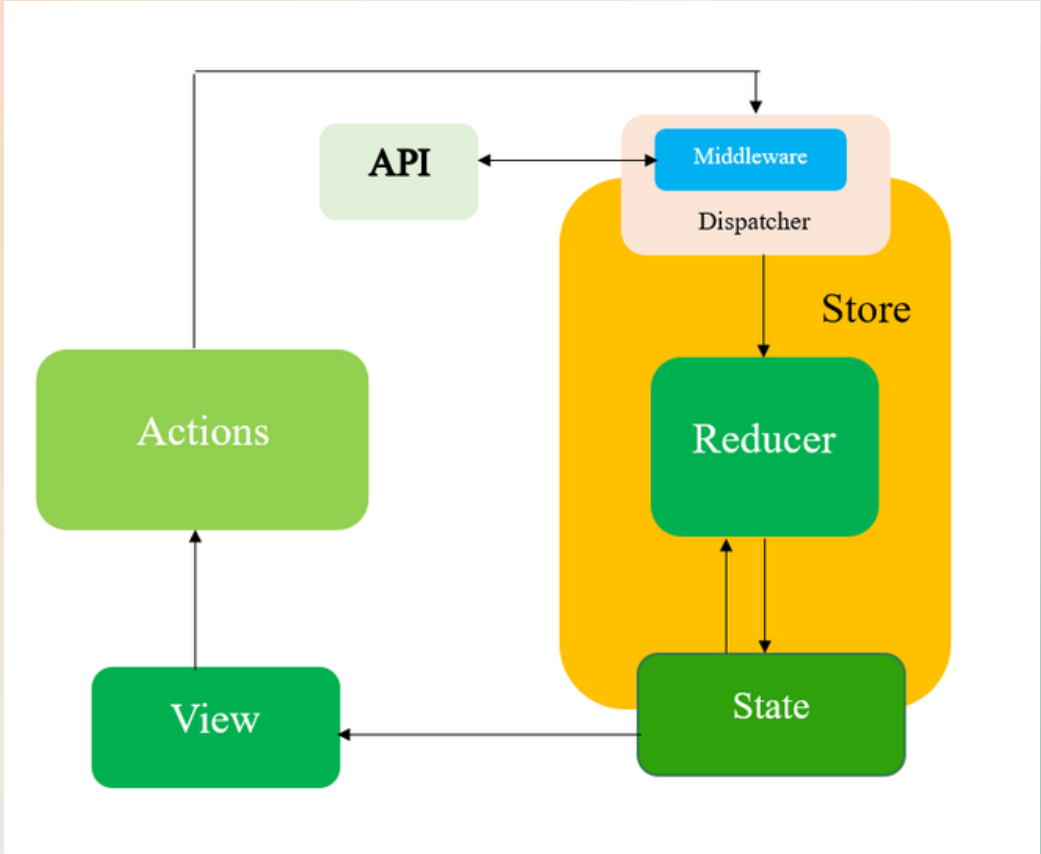 API
Middleware
Dispatcher
Store
Actions
Reducer
View
State